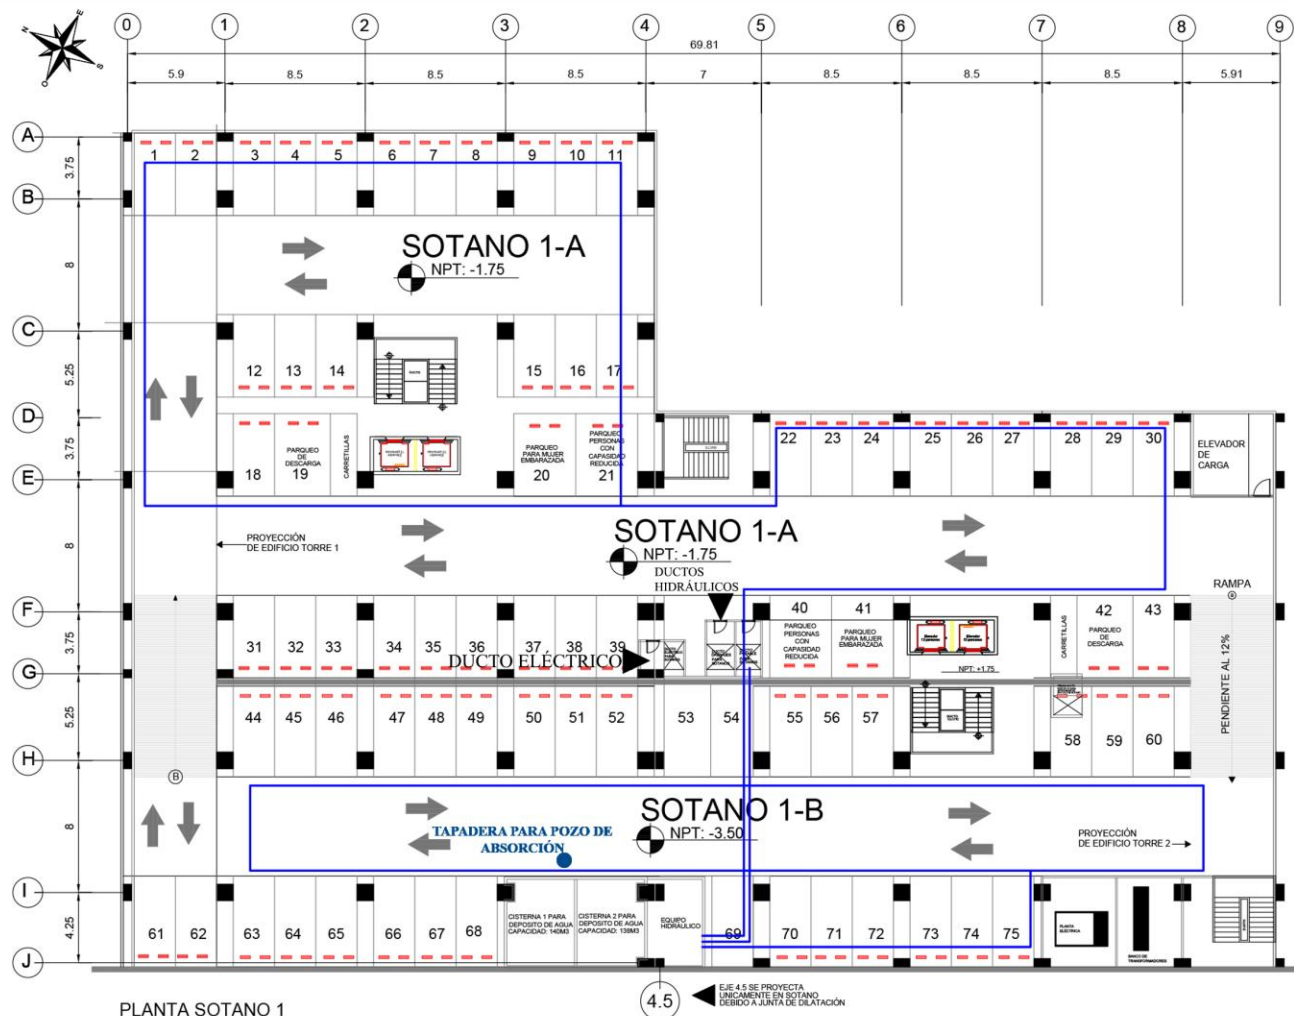 N
E
O
S
0
1
2
3
4
5
6
7
8
9
69.81
5.9
8.5
8.5
8.5
7
8.5
8.5
8.5
5.91
A
B
C
D
E
F
G
H
I
J
3.75
8
5.25
3.75
8
3.75
5.25
8
4.25
1 2 3 4 5 6 7 8 9 10 11
SOTANO 1-A
NPT: -1.75
12 13 14 15 16 17
DUCTO
18
PARQUEO
DE
DESCARGA
19
CARRETILLAS
PARQUEO
PARA MUJER
EMBARAZADA
20
PARQUEO
PERSONAS
CON
CAPASIDAD
REDUCIDA
21
22 23 24 25 26 27 28 29 30
ELEVADOR
DE
CARGA
PROYECCIÓN
DE EDIFICIO TORRE 1
SOTANO 1-A
NPT: -1.75
DUCTOS
HIDRÁULICOS
RAMPA
B
PENDIENTE AL 12%
31 32 33 34 35 36 37 38 39
DUCTO ELÉCTRICO
40
PARQUEO
PERSONAS
CON
CAPASIDAD
REDUCIDA
41
PARQUEO
PARA MUJER
EMBARAZADA
NPT: +1.75
CARRETILLAS
42
PARQUEO
DE
DESCARGA
43
44 45 46 47 48 49 50 51 52 53 54 55 56 57 58 59 60
B
SOTANO 1-B
NPT: -3.50
TAPADERA PARA POZO DE
ABSORCIÓN
PROYECCIÓN
DE EDIFICIO TORRE 2
61 62 63 64 65 66 67 68
CISTERNA 1 PARA
DEPOSITO DE AGUA
CAPACIDAD: 140M3
CISTERNA 2 PARA
DEPOSITO DE AGUA
CAPACIDAD: 138M3
EQUIPO
HIDRAULICO
69 70 71 72 73 74 75
PLANTA
ELECTRICA
BANCO DE
TRANSFORMADORES
4.5
EJE 4.5 SE PROYECTA
UNICAMENTE EN SOTANO
DEBIDO A JUNTA DE DILATACIÓN
PLANTA SOTANO 1